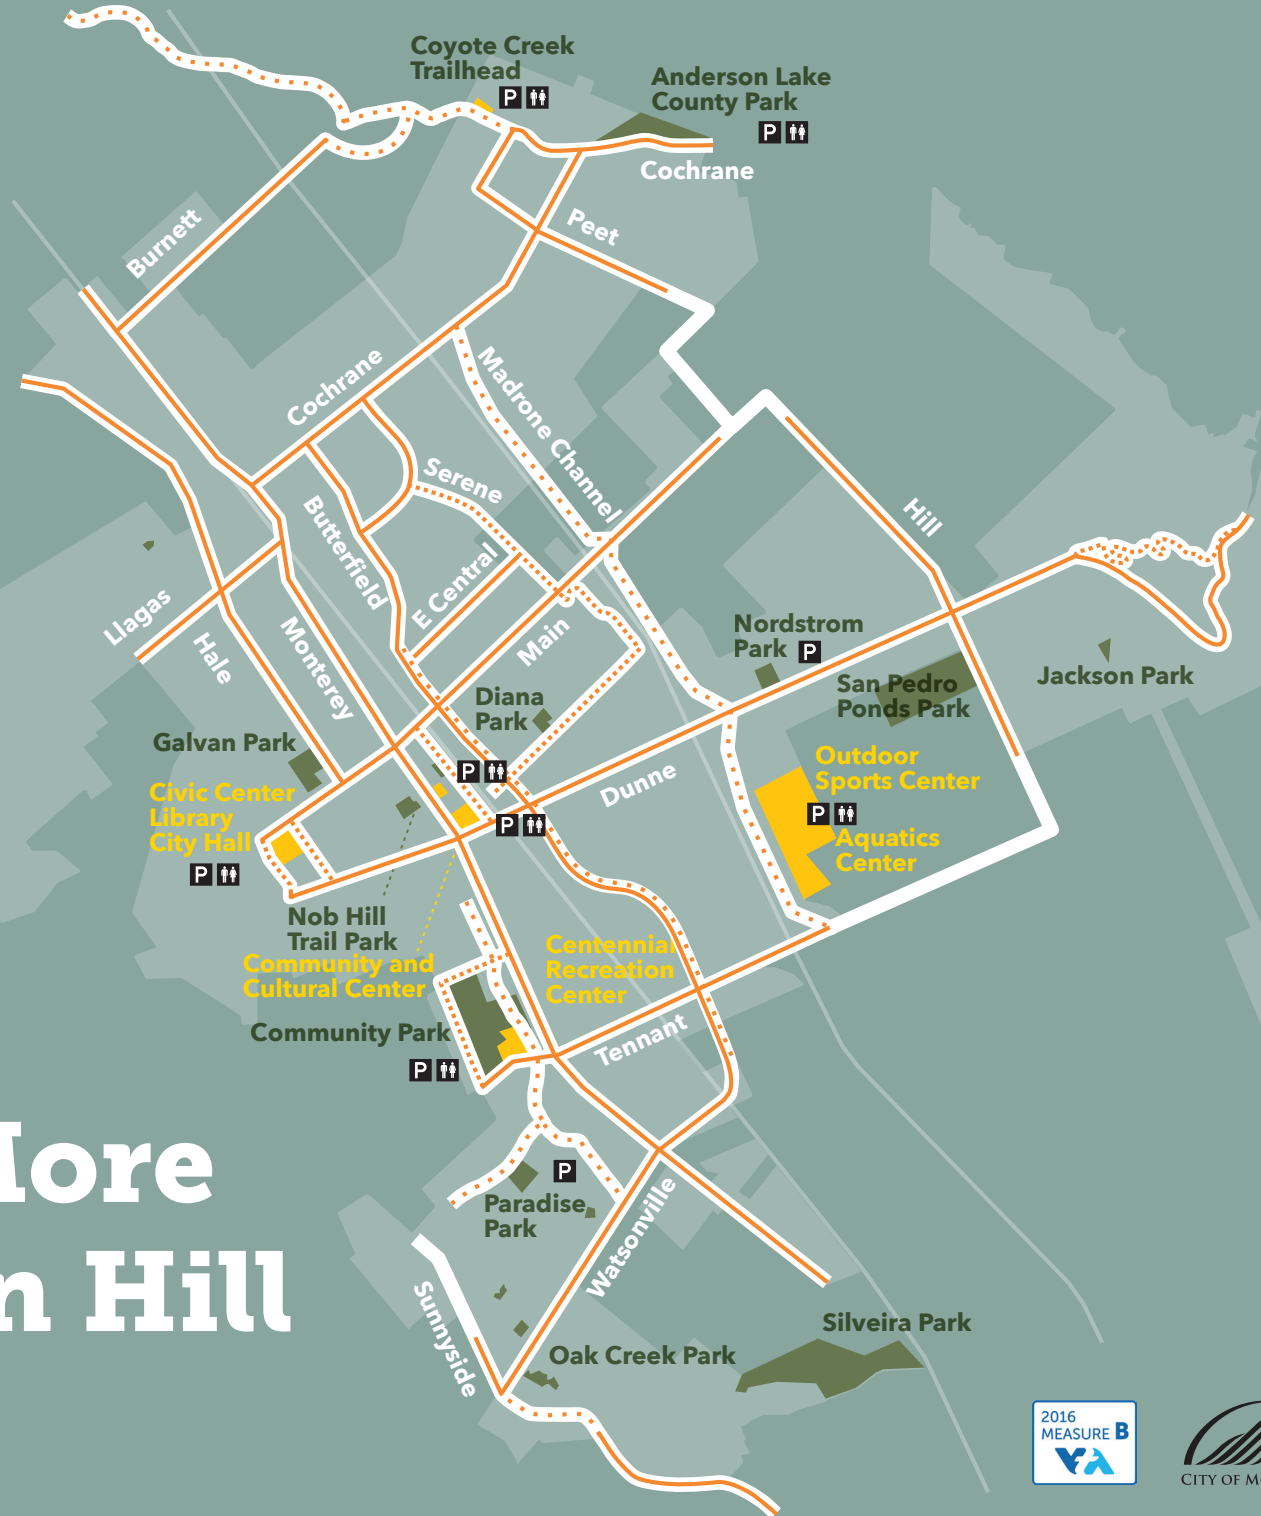 Coyote Creek
Trailhead
P
Anderson Lake
County Park
P
Cochrane
Peet
Burnett
Cochrane
Madrone Channel
Serene
Butterfield
E Central
Hill
Llagas
Hale
Monterey
Main
Nordstrom
Park P
San Pedro
Ponds Park
Jackson Park
Diana
Park
P
Galvan Park
Civic Center
Library
City Hall
P
Dunne
Outdoor
Sports Center
P
Aquatics
Center
P
Nob Hill
Trail Park
Community and
Cultural Center
Centennial
Recreation
Center
Community Park
P
Tennant
More
n Hill
P
Paradise
Park
Watsonville
Sunnyside
Silveira Park
Oak Creek Park
2016
MEASURE B
VTA
CITY OF M